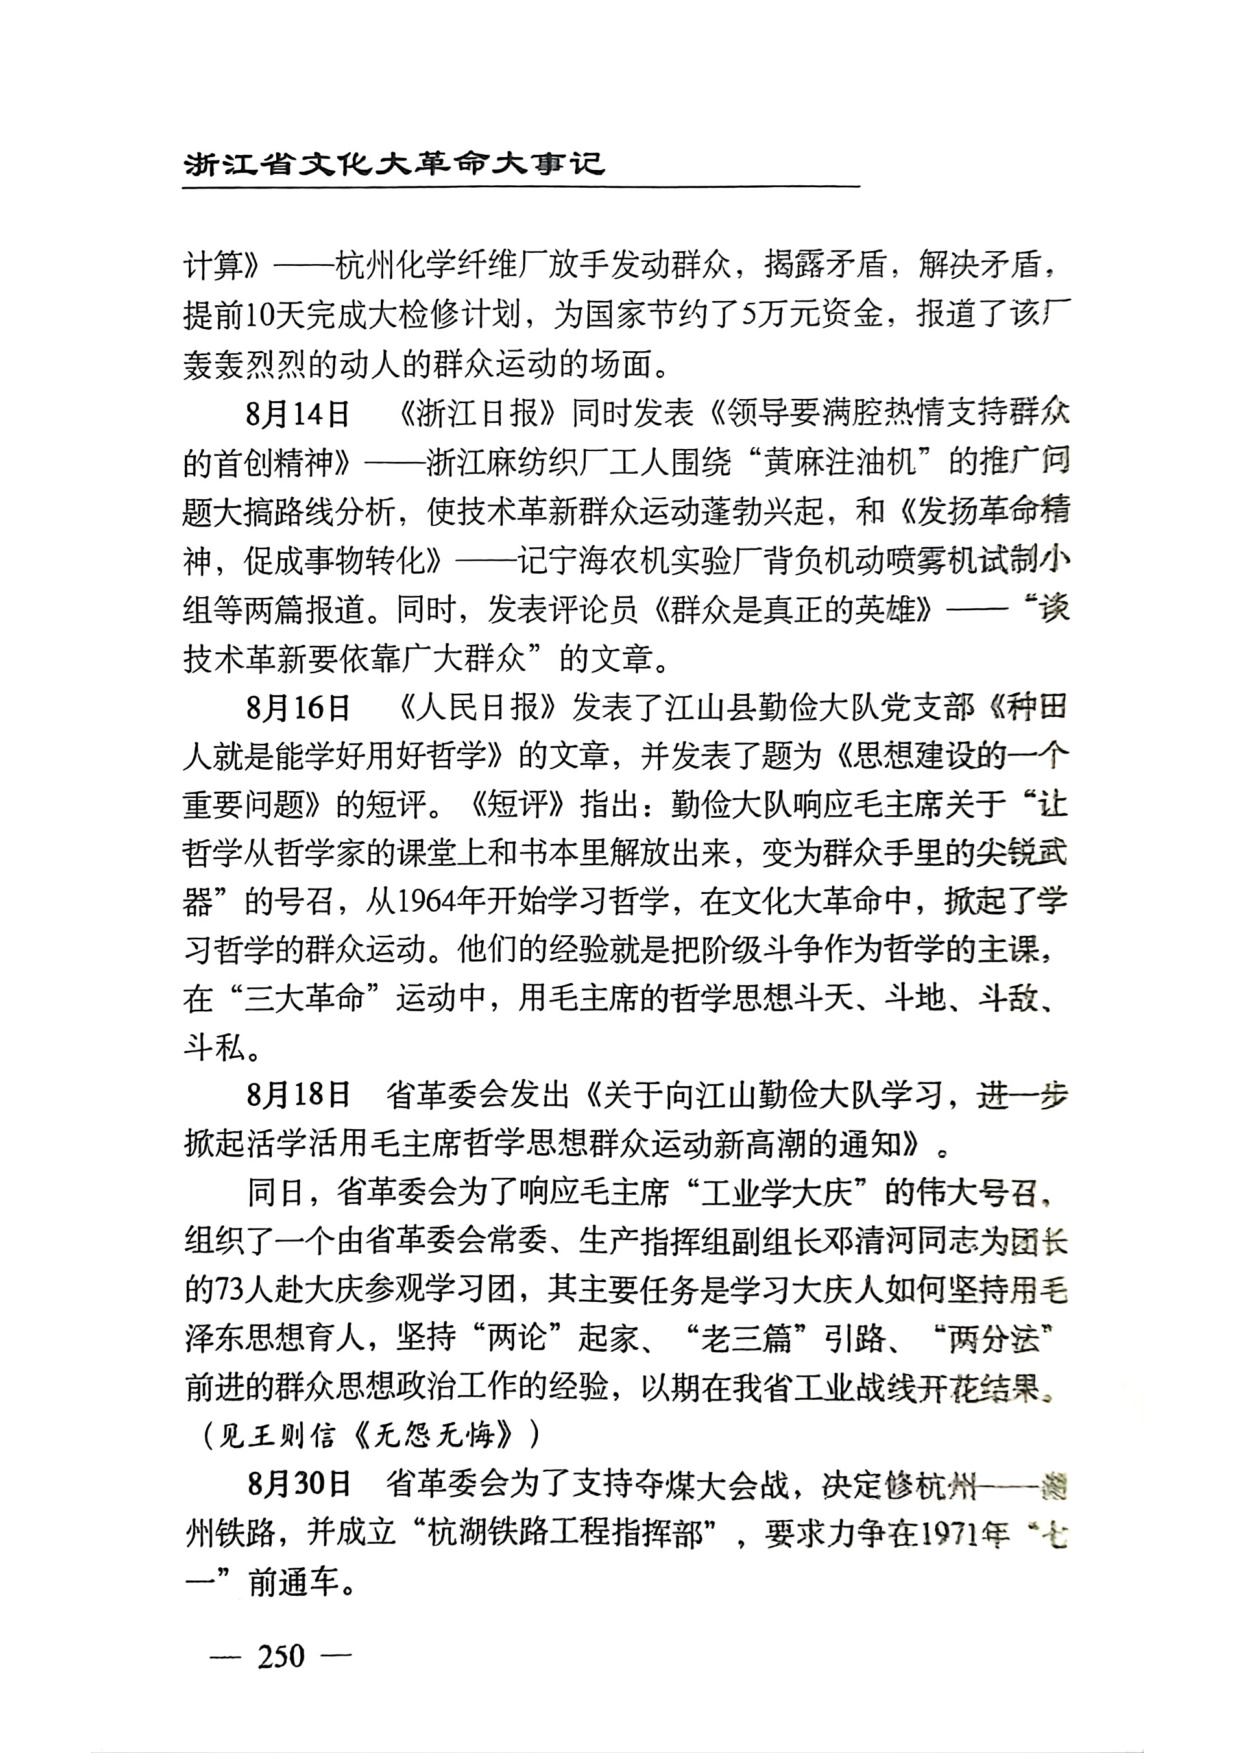 浙江省文化大革命大事记
计算》——杭州化学纤维厂放手发动群众，揭露矛盾，解决矛盾，
提前10天完成大检修计划，为国家节约了5万元资金，报道了该厂
轰轰烈烈的动人的群众运动的场面。
8月14日　《浙江日报》同时发表《领导要满腔热情支持群众
的首创精神》——浙江麻纺织厂工人围绕“黄麻注油机”的推广问
题大搞路线分析，使技术革新群众运动蓬勃兴起，和《发扬革命精
神，促成事物转化》——记宁海农机实验厂背负机动喷雾机试制小
组等两篇报道。同时，发表评论员《群众是真正的英雄》——“谈
技术革新要依靠广大群众”的文章。
8月16日　《人民日报》发表了江山县勤俭大队党支部《种田
人就是能学好用好哲学》的文章，并发表了题为《思想建设的一个
重要问题》的短评。《短评》指出：勤俭大队响应毛主席关于“让
哲学从哲学家的课堂上和书本里解放出来，变为群众手里的尖锐武
器”的号召，从1964年开始学习哲学，在文化大革命中，掀起了学
习哲学的群众运动。他们的经验就是把阶级斗争作为哲学的主课，
在“三大革命”运动中，用毛主席的哲学思想斗天、斗地、斗敌、
斗私。
8月18日　省革委会发出《关于向江山勤俭大队学习，进一步
掀起活学活用毛主席哲学思想群众运动新高潮的通知》。
同日，省革委会为了响应毛主席“工业学大庆”的伟大号召，
组织了一个由省革委会常委、生产指挥组副组长邓清河同志为团长
的73人赴大庆参观学习团，其主要任务是学习大庆人如何坚持用毛
泽东思想育人，坚持“两论”起家、“老三篇”引路、“两分法”
前进的群众思想政治工作的经验，以期在我省工业战线开花结果。
（见王则信《无怨无悔》）
8月30日　省革委会为了支持夺煤大会战，决定修杭州——湖
州铁路，并成立“杭湖铁路工程指挥部”，要求力争在1971年“七
一”前通车。
— 250 —